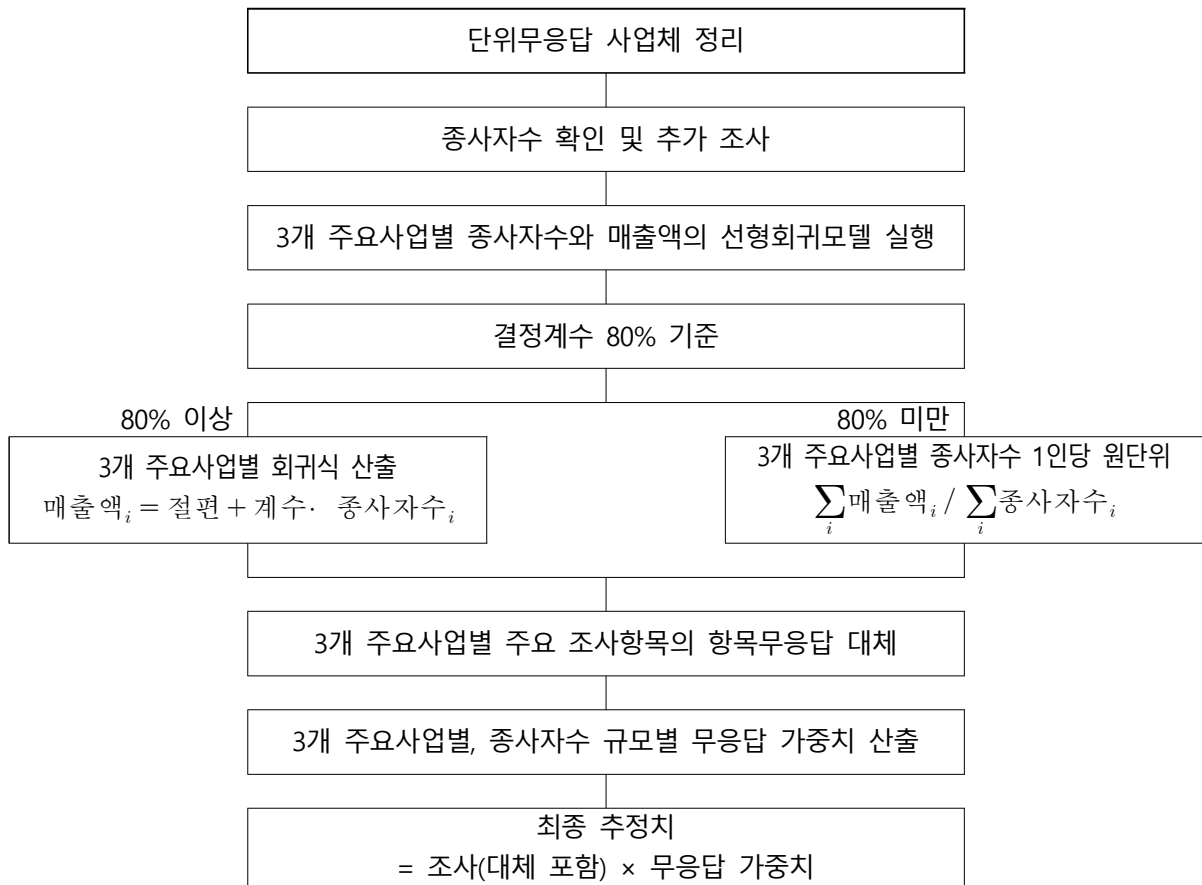 단위무응답 사업체 정리
종사자수 확인 및 추가 조사
3개 주요사업별 종사자수와 매출액의 선형회귀모델 실행
결정계수 80% 기준
80% 이상
3개 주요사업별 회귀식 산출
매출액i = 절편 + 계수· 종사자수i
80% 미만
3개 주요사업별 종사자수 1인당 원단위
∑i 매출액i / ∑i 종사자수i
3개 주요사업별 주요 조사항목의 항목무응답 대체
3개 주요사업별, 종사자수 규모별 무응답 가중치 산출
최종 추정치
= 조사(대체 포함) × 무응답 가중치